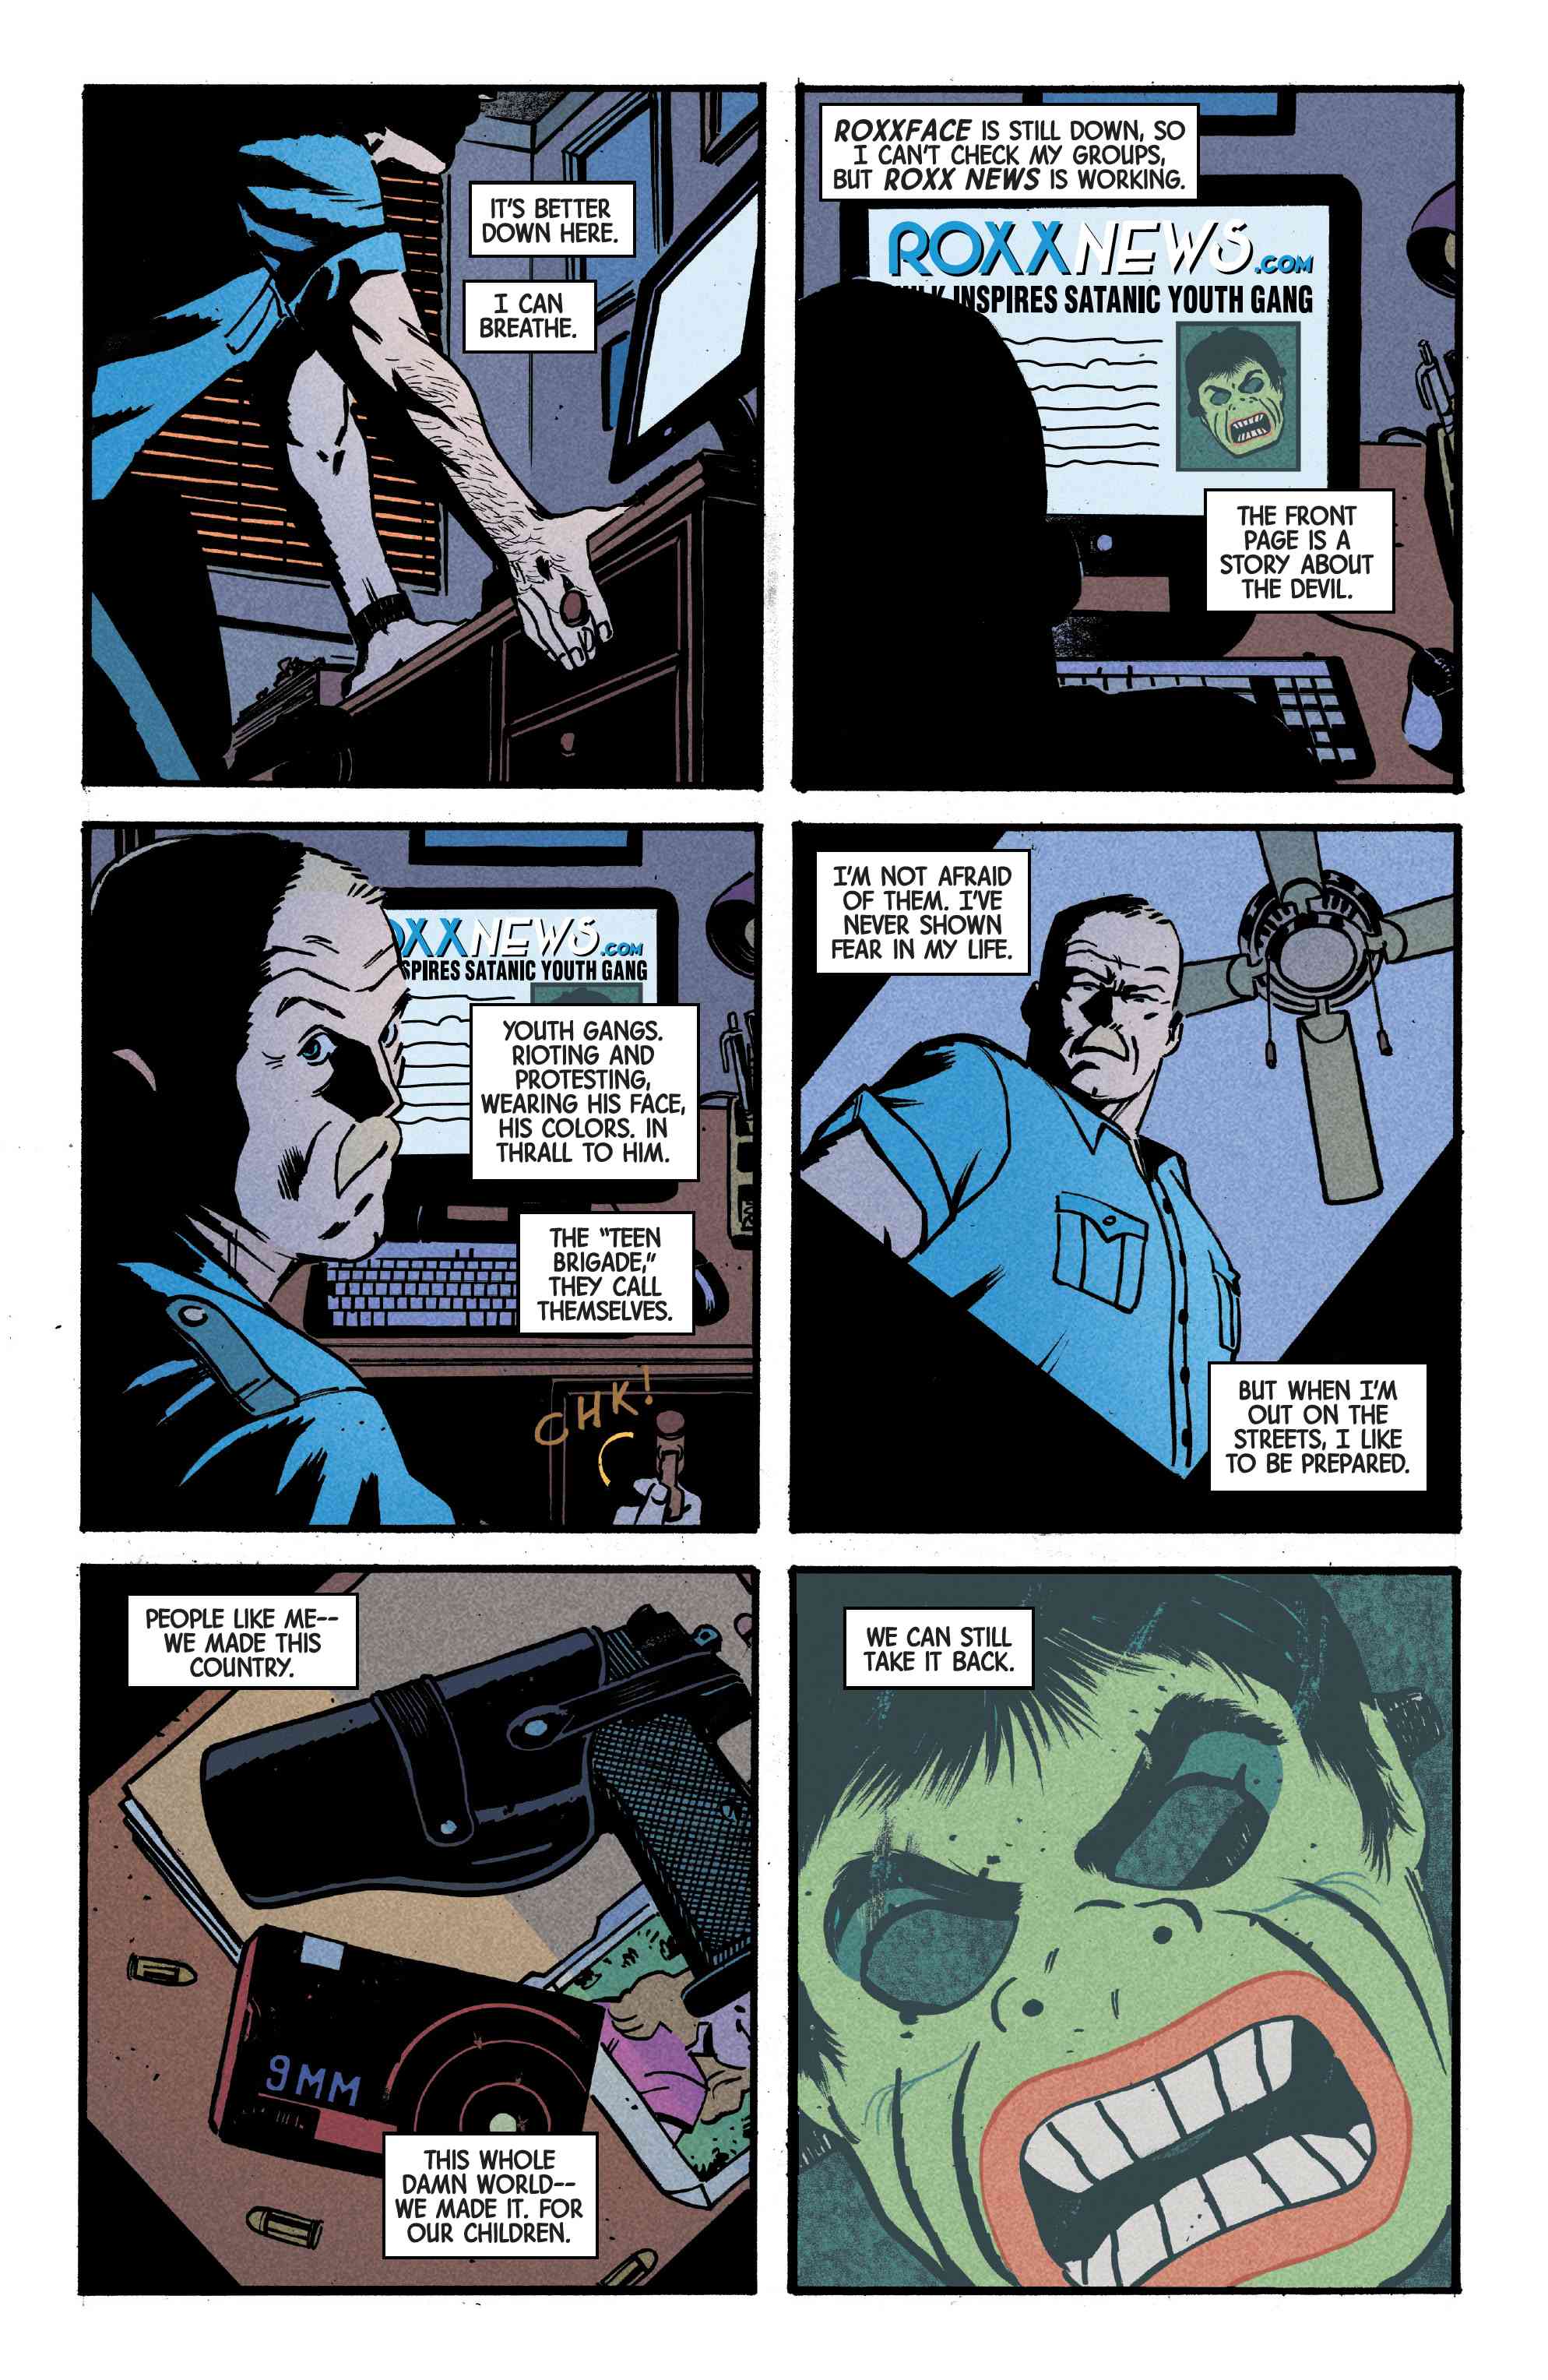 IT'S BETTER
DOWN HERE.
I CAN
BREATHE.
ROXXFACE IS STILL DOWN, SO
I CAN'T CHECK MY GROUPS,
BUT ROXX NEWS IS WORKING.
ROXXNEWS.COM
INSPIRES SATANIC YOUTH GANG
THE FRONT
PAGE IS A
STORY ABOUT
THE DEVIL.
OXXNEWS.COM
SPIRES SATANIC YOUTH GANG
YOUTH GANGS.
RIOTING AND
PROTESTING,
WEARING HIS FACE,
HIS COLORS. IN
THRALL TO HIM.
THE "TEEN
BRIGADE,"
THEY CALL
THEMSELVES.
CHK!
I'M NOT AFRAID
OF THEM. I'VE
NEVER SHOWN
FEAR IN MY LIFE.
BUT WHEN I'M
OUT ON THE
STREETS, I LIKE
TO BE PREPARED.
PEOPLE LIKE ME--
WE MADE THIS
COUNTRY.
9MM
THIS WHOLE
DAMN WORLD--
WE MADE IT. FOR
OUR CHILDREN.
WE CAN STILL
TAKE IT BACK.